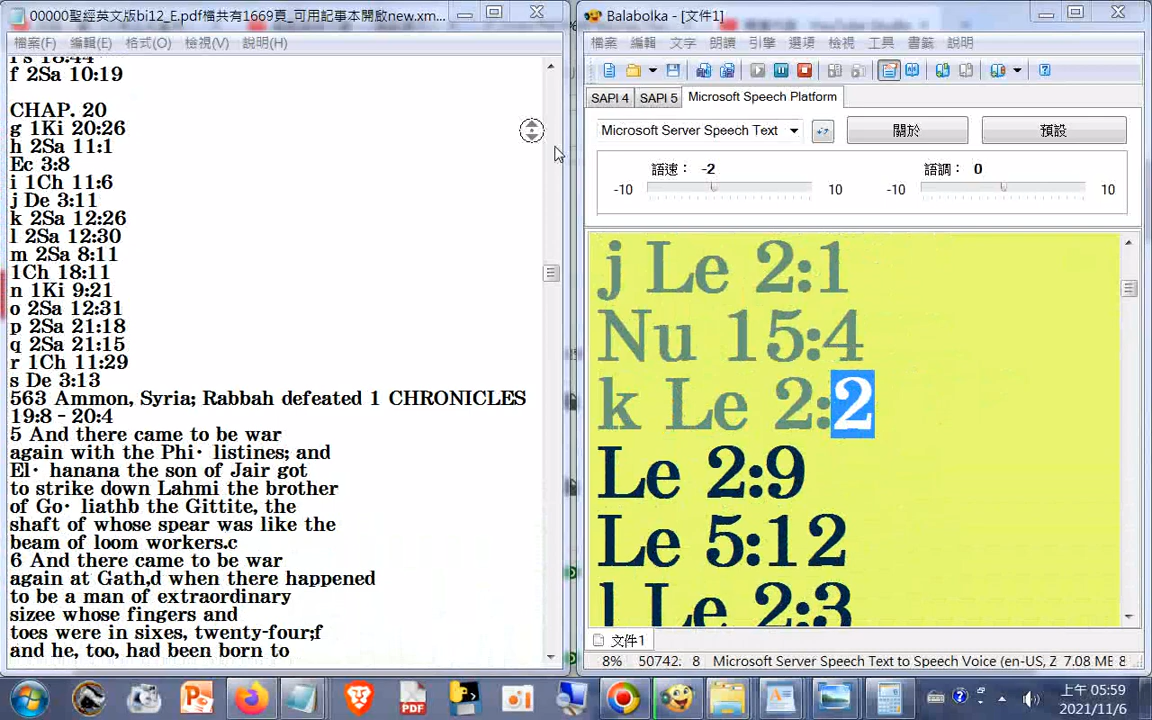 00000聖經英文版bi12_E.pdf檔共有1669頁_可用記事本開啟new.xm...
檔案(F) 編輯(E) 格式(O) 檢視(V) 說明(H)
f 2Sa 10:19
CHAP. 20
g 1Ki 20:26
h 2Sa 11:1
Ec 3:8
i 1Ch 11:6
j De 3:11
k 2Sa 12:26
l 2Sa 12:30
m 2Sa 8:11
1Ch 18:11
n 1Ki 9:21
o 2Sa 12:31
p 2Sa 21:18
q 2Sa 21:15
r 1Ch 11:29
s De 3:13
563 Ammon, Syria; Rabbah defeated 1 CHRONICLES
19:8 - 20:4
5 And there came to be war
again with the Phi· listines; and
El· hanana the son of Jair got
to strike down Lahmi the brother
of Go· liathb the Gittite, the
shaft of whose spear was like the
beam of loom workers.c
6 And there came to be war
again at Gath,d when there happened
to be a man of extraordinary
sizee whose fingers and
toes were in sixes, twenty-four;f
and he, too, had been born to
Balabolka - [文件1]
檔案 編輯 文字 朗讀 引擎 選項 檢視 工具 書籤 說明
SAPI 4 SAPI 5 Microsoft Speech Platform
Microsoft Server Speech Text 關於 預設
語速： -2 語調： 0
-10 10 -10 10
j Le 2:1
Nu 15:4
k Le 2:2
Le 2:9
Le 5:12
l Le 2:3
文件1
8% 50742: 8 Microsoft Server Speech Text to Speech Voice (en-US, Z 7.08 MB 8
PDF
上午 05:59
2021/11/6